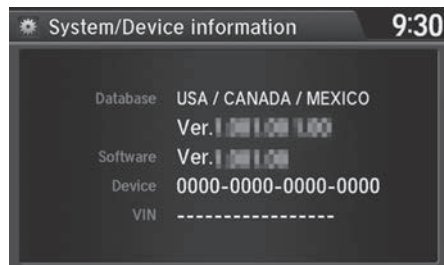 System/Device information 9:30
Database USA / CANADA / MEXICO
Ver.
Software Ver.
Device 0000-0000-0000-0000
VIN -----------------